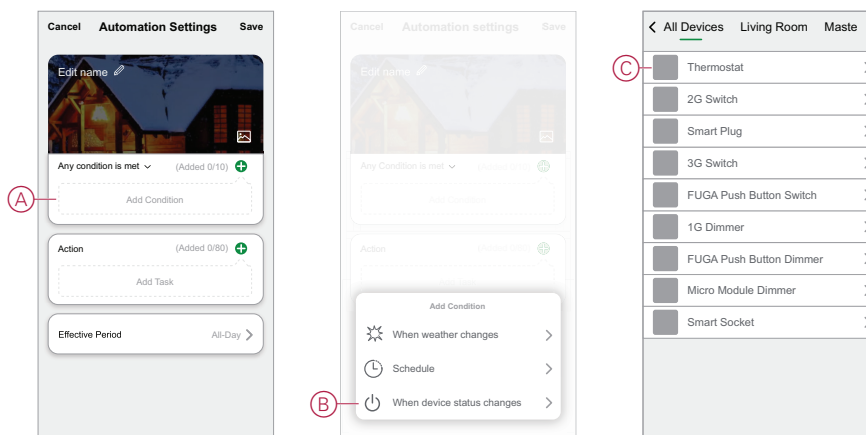 Cancel Automation Settings Save
Edit name
Any condition is met (Added 0/10)
A
Add Condition
Action (Added 0/80)
Add Task
Effective Period All-Day
Cancel Automation settings Save
Edit name
Any Condition is met
Action
Add Condition
When weather changes
Schedule
B
When device status changes
All Devices Living Room Maste
C
Thermostat
2G Switch
Smart Plug
3G Switch
FUGA Push Button Switch
1G Dimmer
FUGA Push Button Dimmer
Micro Module Dimmer
Smart Socket